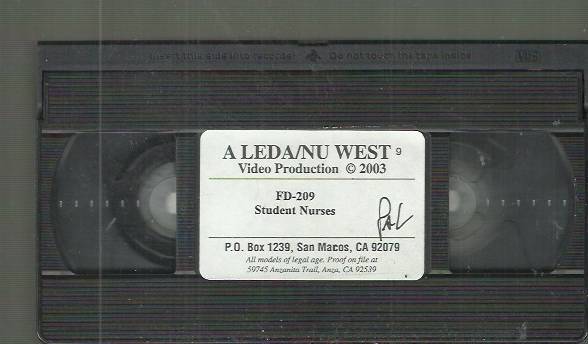 Insert this side into recorder Do not touch the tape inside VHS
A LEDA/NU WEST 9
Video Production © 2003
FD-209
Student Nurses
PAL
P.O. Box 1239, San Macos, CA 92079
All models of legal age. Proof on file at
59745 Anzanita Trail, Anza, CA 92539